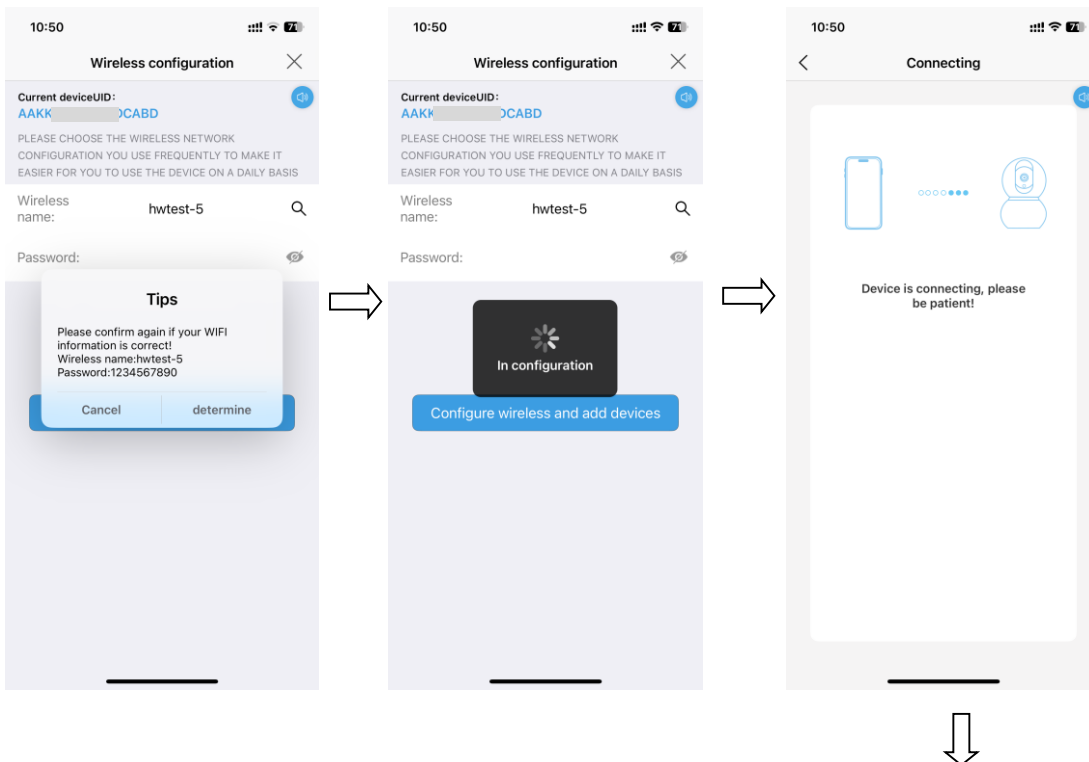 10:50
71
Wireless configuration
Current deviceUID:
AAKK
CABD
PLEASE CHOOSE THE WIRELESS NETWORK
CONFIGURATION YOU USE FREQUENTLY TO MAKE IT
EASIER FOR YOU TO USE THE DEVICE ON A DAILY BASIS
Wireless
name:
hwtest-5
Password:
Tips
Please confirm again if your WIFI
information is correct!
Wireless name:hwtest-5
Password:1234567890
Cancel
determine
10:50
71
Wireless configuration
Current deviceUID:
AAKK
CABD
PLEASE CHOOSE THE WIRELESS NETWORK
CONFIGURATION YOU USE FREQUENTLY TO MAKE IT
EASIER FOR YOU TO USE THE DEVICE ON A DAILY BASIS
Wireless
name:
hwtest-5
Password:
In configuration
Configure wireless and add devices
10:50
71
Connecting
Device is connecting, please
be patient!